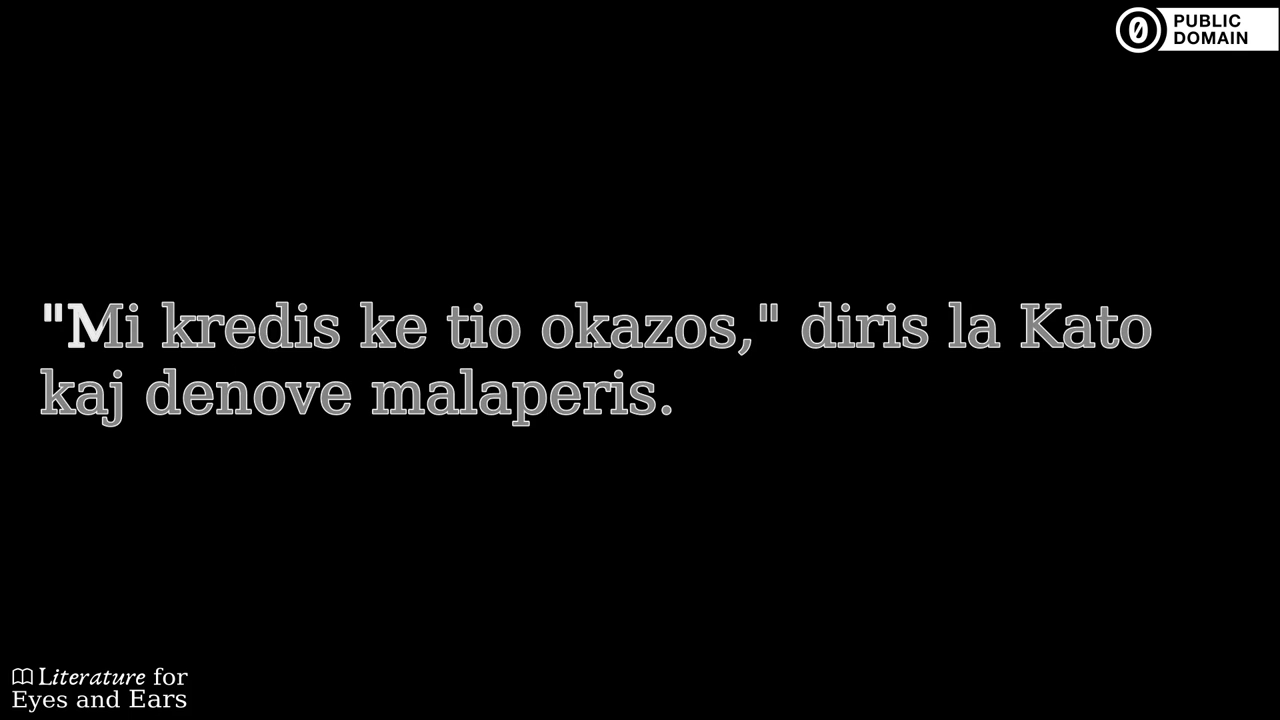 PUBLIC
DOMAIN
"Mi kredis ke tio okazos," diris la Kato
kaj denove malaperis.
Literature for
Eyes and Ears